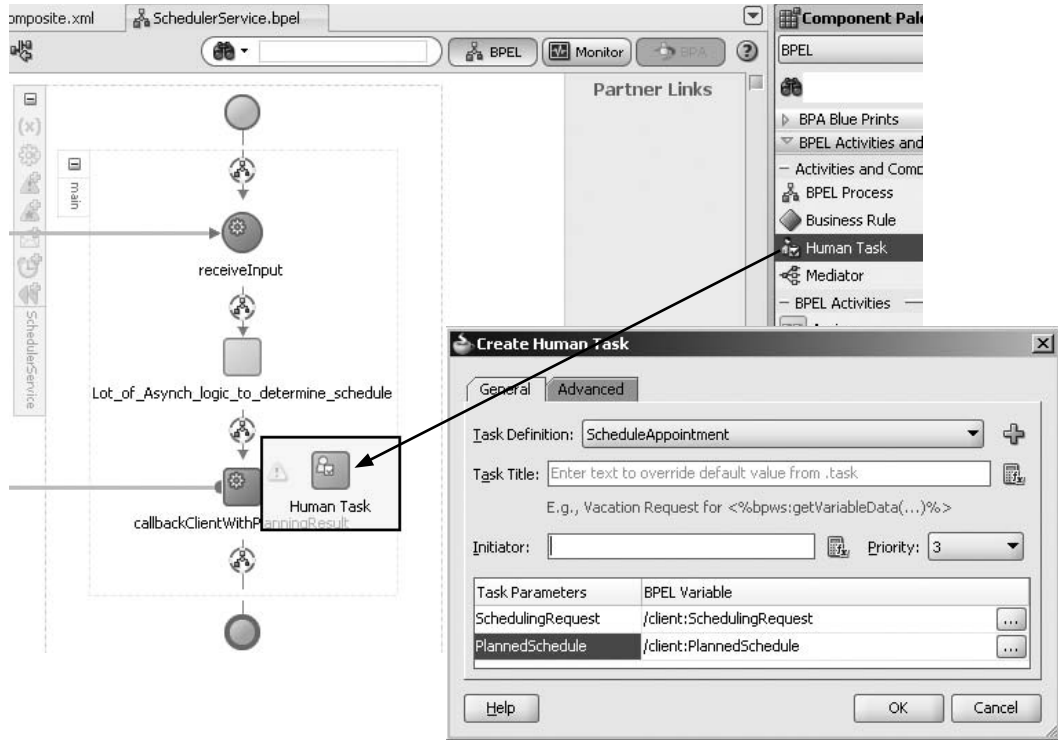 omposite.xml
SchedulerService.bpel
Component Pal
BPEL
Monitor
BPA
BPEL
Partner Links
BPA Blue Prints
BPEL Activities and
Activities and Com
BPEL Process
Business Rule
Human Task
Mediator
BPEL Activities
main
receiveInput
SchedulerService
Lot_of_Asynch_logic_to_determine_schedule
Human Task
callbackClientWithPlanningResult
Create Human Task
General
Advanced
Task Definition: ScheduleAppointment
Task Title: Enter text to override default value from .task
E.g., Vacation Request for <%bpws:getVariableData(...)%>
Initiator:
Priority: 3
Task Parameters BPEL Variable
SchedulingRequest /client:SchedulingRequest
PlannedSchedule /client:PlannedSchedule
Help
OK
Cancel